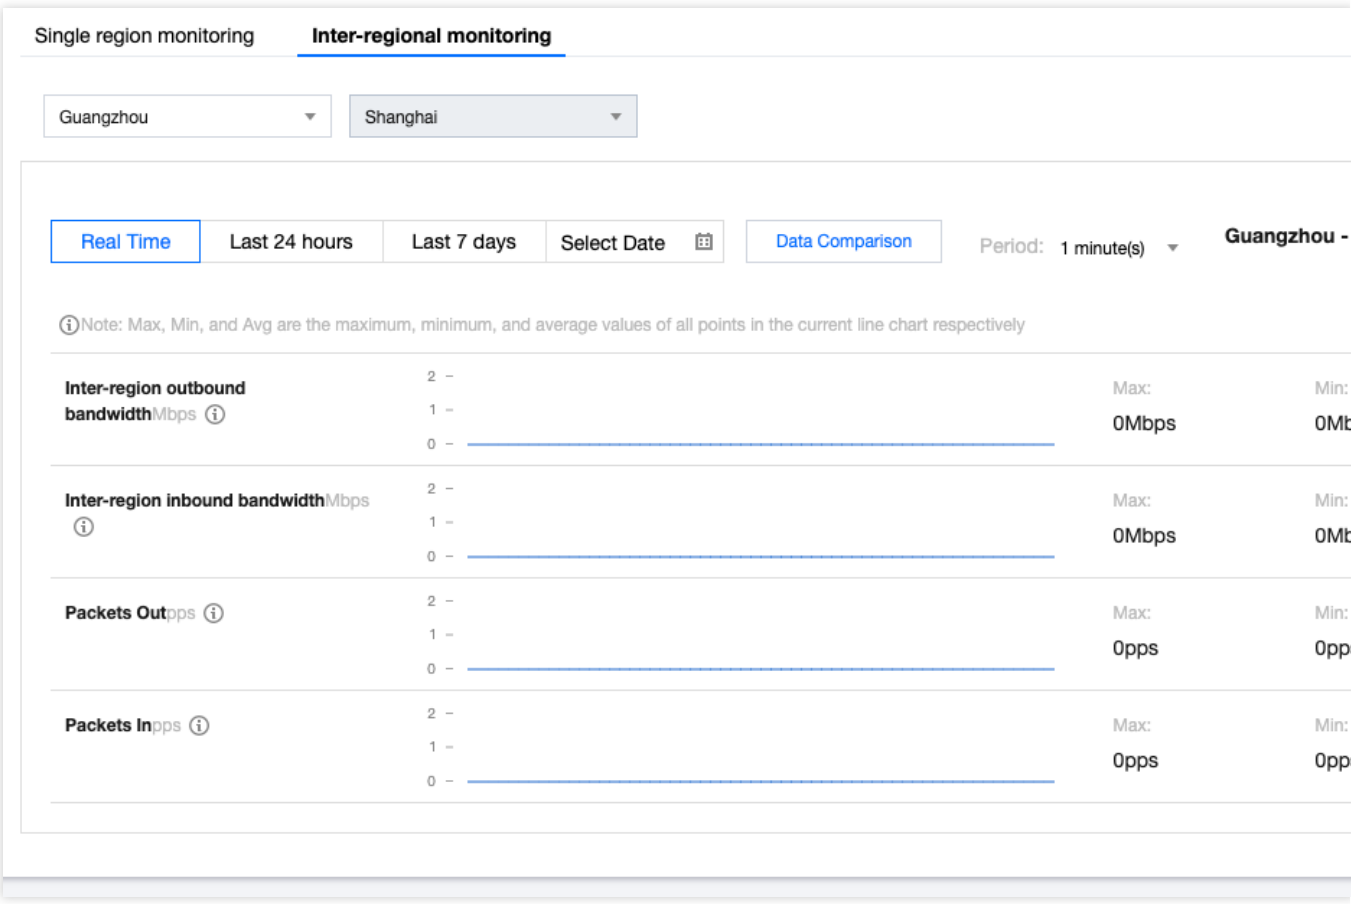 Single region monitoring Inter-regional monitoring
Guangzhou Shanghai
Real Time Last 24 hours Last 7 days Select Date Data Comparison Period: 1 minute(s) Guangzhou -
Note: Max, Min, and Avg are the maximum, minimum, and average values of all points in the current line chart respectively
Inter-region outbound
bandwidthMbps
2
1
0
Max:
0Mbps
Min:
0Mb
Inter-region inbound bandwidthMbps
2
1
0
Max:
0Mbps
Min:
0Mb
Packets Outpps
2
1
0
Max:
0pps
Min:
0pps
Packets Inpps
2
1
0
Max:
0pps
Min:
0pps